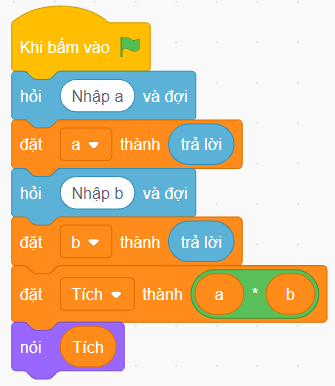 Khi bấm vào
hỏi Nhập a và đợi
đặt a thành trả lời
hỏi Nhập b và đợi
đặt b thành trả lời
đặt Tích thành a * b
nói Tích